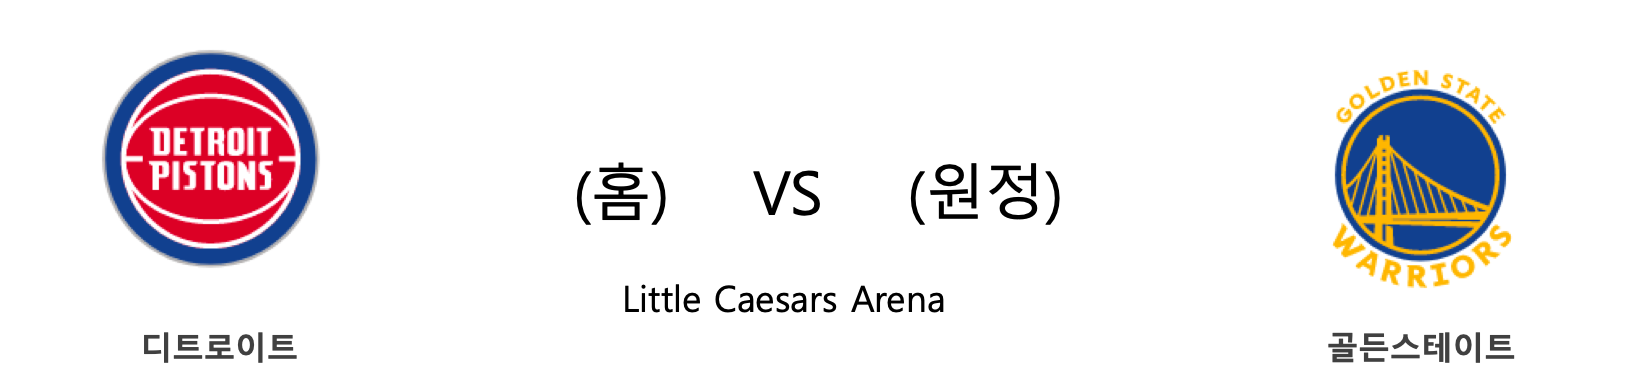 DETROIT
PISTONS
GOLDEN STATE
WARRIORS
(홈) VS (원정)
Little Caesars Arena
디트로이트
골든스테이트